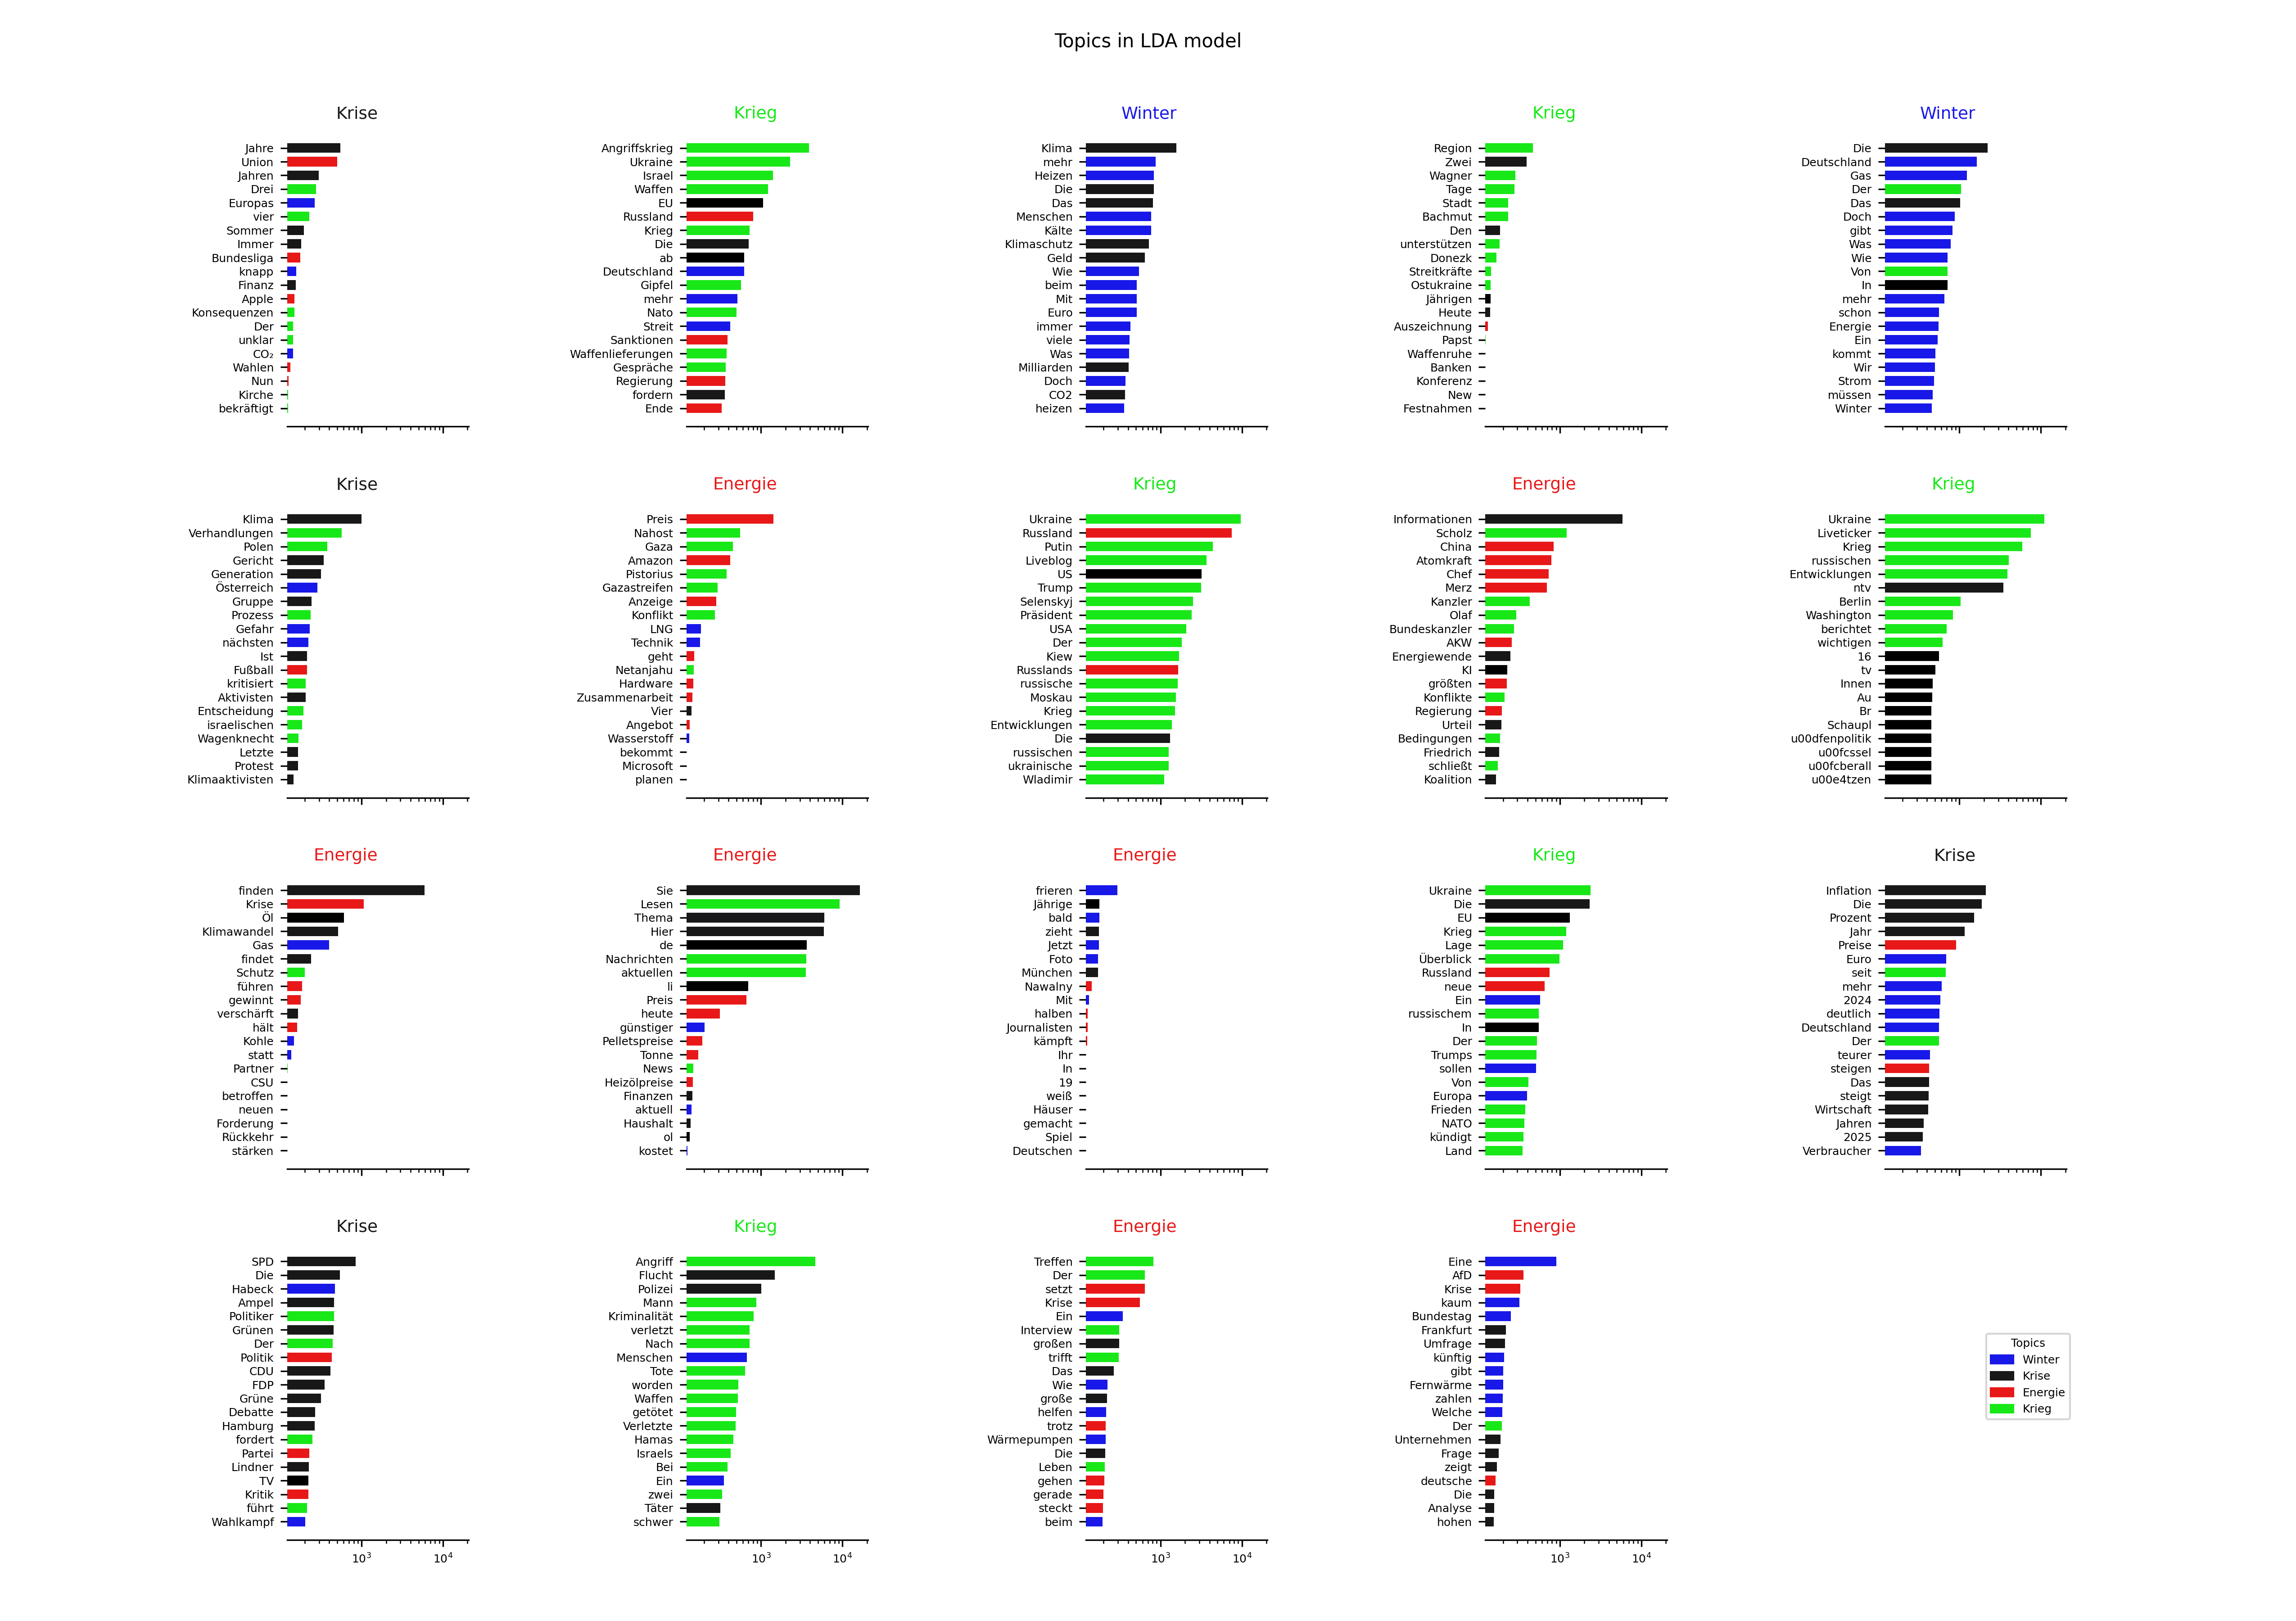 Topics in LDA model
Krise
Jahre
Union
Jahren
Drei
Europas
vier
Sommer
Immer
Bundesliga
knapp
Finanz
Apple
Konsequenzen
Der
unklar
CO₂
Wahlen
Nun
Kirche
bekräftigt
Krieg
Angriffskrieg
Ukraine
Israel
Waffen
EU
Russland
Krieg
Die
ab
Deutschland
Gipfel
mehr
Nato
Streit
Sanktionen
Waffenlieferungen
Gespräche
Regierung
fordern
Ende
Winter
Klima
mehr
Heizen
Die
Das
Menschen
Kälte
Klimaschutz
Geld
Wie
beim
Mit
Euro
immer
viele
Was
Milliarden
Doch
CO2
heizen
Krieg
Region
Zwei
Wagner
Tage
Stadt
Bachmut
Den
unterstützen
Donezk
Streitkräfte
Ostukraine
Jährigen
Heute
Auszeichnung
Papst
Waffenruhe
Banken
Konferenz
New
Festnahmen
Winter
Die
Deutschland
Gas
Der
Das
Doch
gibt
Was
Wie
Von
In
mehr
schon
Energie
Ein
kommt
Wir
Strom
müssen
Winter
Krise
Klima
Verhandlungen
Polen
Gericht
Generation
Österreich
Gruppe
Prozess
Gefahr
nächsten
Ist
Fußball
kritisiert
Aktivisten
Entscheidung
israelischen
Wagenknecht
Letzte
Protest
Klimaaktivisten
Energie
Preis
Nahost
Gaza
Amazon
Pistorius
Gazastreifen
Anzeige
Konflikt
LNG
Technik
geht
Netanjahu
Hardware
Zusammenarbeit
Vier
Angebot
Wasserstoff
bekommt
Microsoft
planen
Krieg
Ukraine
Russland
Putin
Liveblog
US
Trump
Selenskyj
Präsident
USA
Der
Kiew
Russlands
russische
Moskau
Krieg
Entwicklungen
Die
russischen
ukrainische
Wladimir
Energie
Informationen
Scholz
China
Atomkraft
Chef
Merz
Kanzler
Olaf
Bundeskanzler
AKW
Energiewende
KI
größten
Konflikte
Regierung
Urteil
Bedingungen
Friedrich
schließt
Koalition
Krieg
Ukraine
Liveticker
Krieg
russischen
Entwicklungen
ntv
Berlin
Washington
berichtet
wichtigen
16
tv
Innen
Au
Br
Schaupl
u00dfenpolitik
u00fcssel
u00fcberall
u00e4tzen
Energie
finden
Krise
Öl
Klimawandel
Gas
findet
Schutz
führen
gewinnt
verschärft
hält
Kohle
statt
Partner
CSU
betroffen
neuen
Forderung
Rückkehr
stärken
Energie
Sie
Lesen
Thema
Hier
de
Nachrichten
aktuellen
li
Preis
heute
günstiger
Pelletspreise
Tonne
News
Heizölpreise
Finanzen
aktuell
Haushalt
ol
kostet
Energie
frieren
Jährige
bald
zieht
Jetzt
Foto
München
Nawalny
Mit
halben
Journalisten
kämpft
Ihr
In
19
weiß
Häuser
gemacht
Spiel
Deutschen
Krieg
Ukraine
Die
EU
Krieg
Lage
Überblick
Russland
neue
Ein
russischem
In
Der
Trumps
sollen
Von
Europa
Frieden
NATO
kündigt
Land
Krise
Inflation
Die
Prozent
Jahr
Preise
Euro
seit
mehr
2024
deutlich
Deutschland
Der
teurer
steigen
Das
steigt
Wirtschaft
Jahren
2025
Verbraucher
Krise
SPD
Die
Habeck
Ampel
Politiker
Grünen
Der
Politik
CDU
FDP
Grüne
Debatte
Hamburg
fordert
Partei
Lindner
TV
Kritik
führt
Wahlkampf
10³ 10⁴
Krieg
Angriff
Flucht
Polizei
Mann
Kriminalität
verletzt
Nach
Menschen
Tote
worden
Waffen
getötet
Verletzte
Hamas
Israels
Bei
Ein
zwei
Täter
schwer
10³ 10⁴
Energie
Treffen
Der
setzt
Krise
Ein
Interview
großen
trifft
Das
Wie
große
helfen
trotz
Wärmepumpen
Die
Leben
gehen
gerade
steckt
beim
10³ 10⁴
Energie
Eine
AfD
Krise
kaum
Bundestag
Frankfurt
Umfrage
künftig
gibt
Fernwärme
zahlen
Welche
Der
Unternehmen
Frage
zeigt
deutsche
Die
Analyse
hohen
10³ 10⁴
Topics
Winter
Krise
Energie
Krieg